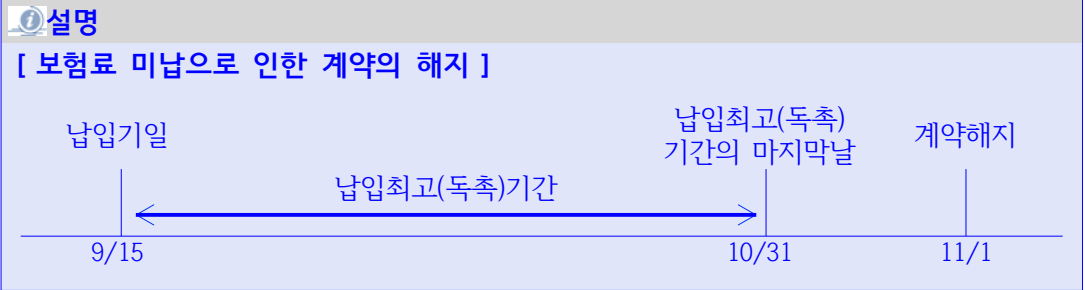 설명
[ 보험료 미납으로 인한 계약의 해지 ]
납입기일
납입최고(독촉)
기간의 마지막날
계약해지
납입최고(독촉)기간
9/15
10/31
11/1